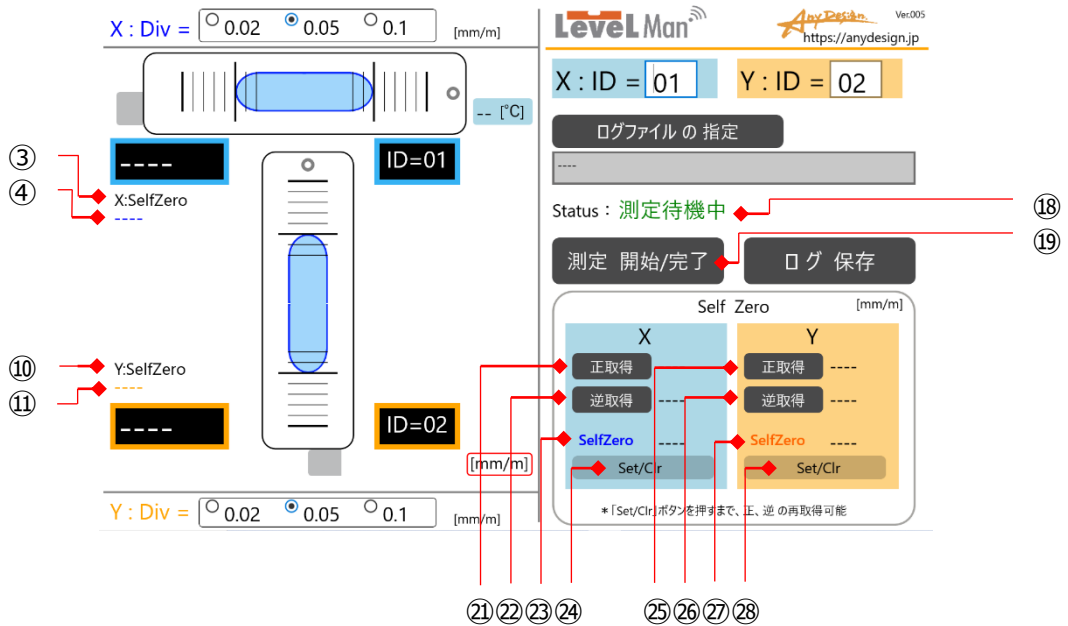 X : Div = 0.02 0.05 0.1 [mm/m]
LeveL Man
AnyDesign.
Ver.005
https://anydesign.jp
X : ID = 01 Y : ID = 02
-- [°C]
ログファイル の 指定
----
---- ID=01
③
④
X:SelfZero
----
Status : 測定待機中
⑱
⑲
測定 開始/完了 ログ 保存
Self Zero [mm/m]
X Y
正取得 正取得 ----
逆取得 ---- 逆取得 ----
⑩
⑪
Y:SelfZero
----
---- ID=02
SelfZero ---- SelfZero ----
[mm/m]
Set/Clr Set/Clr
Y : Div = 0.02 0.05 0.1 [mm/m]
*「Set/Clr」ボタンを押すまで、正、逆 の再取得可能
㉑ ㉒ ㉓ ㉔ ㉕ ㉖ ㉗ ㉘